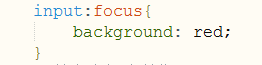 input:focus{
    background: red;
}